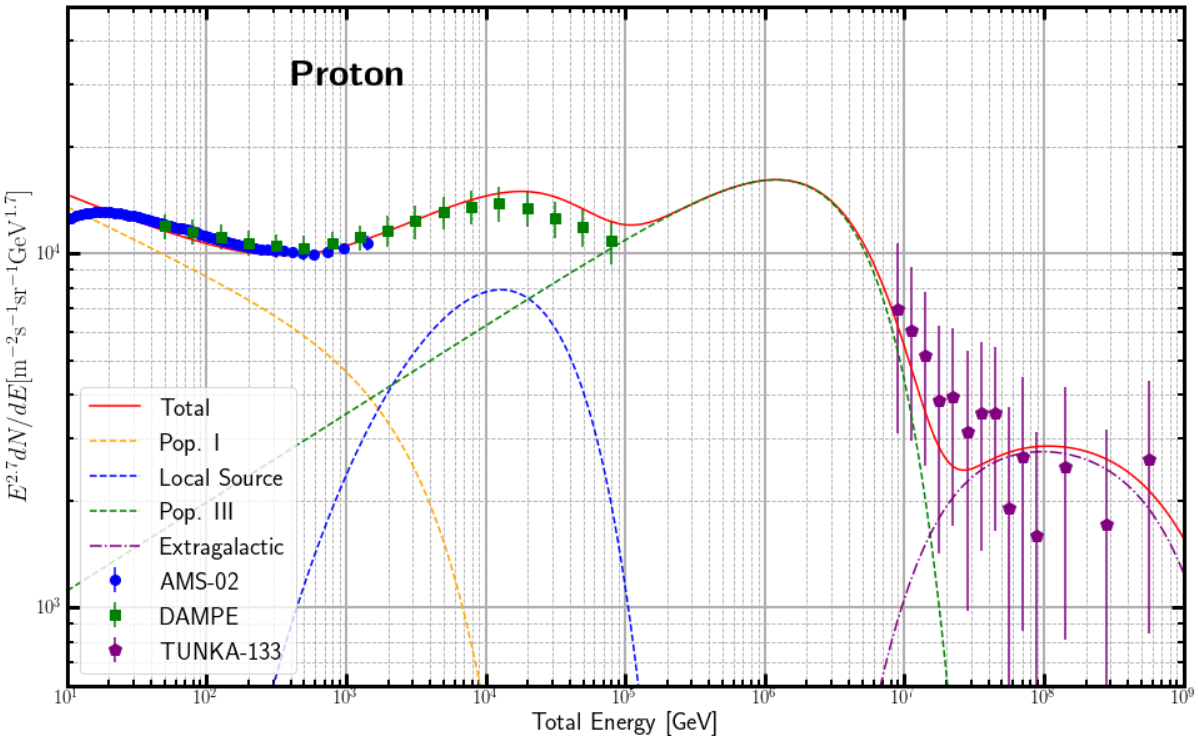 Proton
E^{2.7}dN/dE[m^{-2}s^{-1}sr^{-1}GeV^{1.7}]
10^4
10^3
Total
Pop. I
Local Source
Pop. III
Extragalactic
AMS-02
DAMPE
TUNKA-133
10^1 10^2 10^3 10^4 10^5 10^6 10^7 10^8 10^9
Total Energy [GeV]